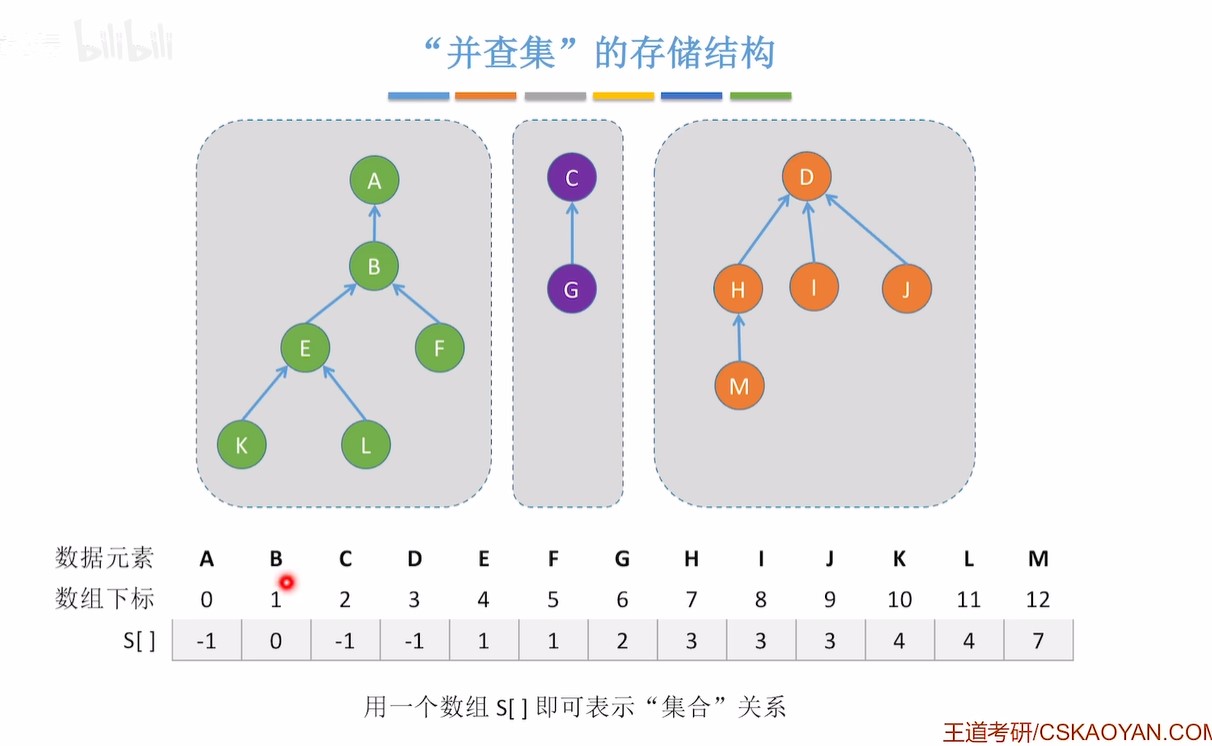 bilibili
“并查集”的存储结构
A C D
B
H I J
G
E F
M
K L
数据元素 A B C D E F G H I J K L M
数组下标 0 1 2 3 4 5 6 7 8 9 10 11 12
S[ ] -1 0 -1 -1 1 1 2 3 3 3 4 4 7
用一个数组 S[ ] 即可表示“集合”关系
王道考研/CSKAOYAN.COM